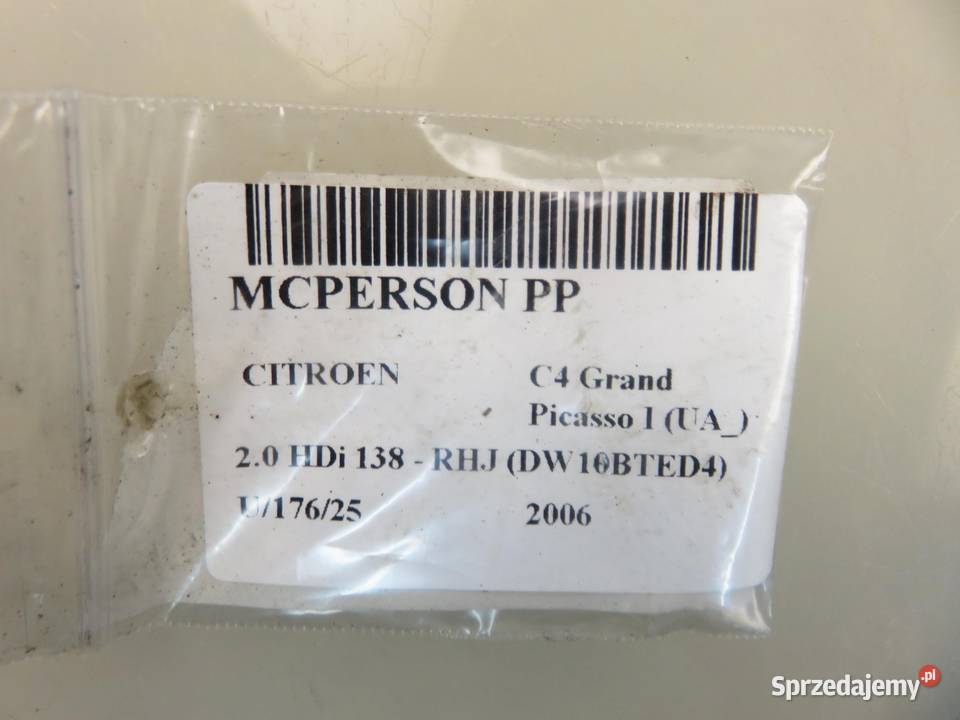 MCPERSON PP
CITROEN
C4 Grand
Picasso I (UA_)
2.0 HDi 138 - RHJ (DW10BTED4)
U/176/25
2006
Sprzedajemy.pl